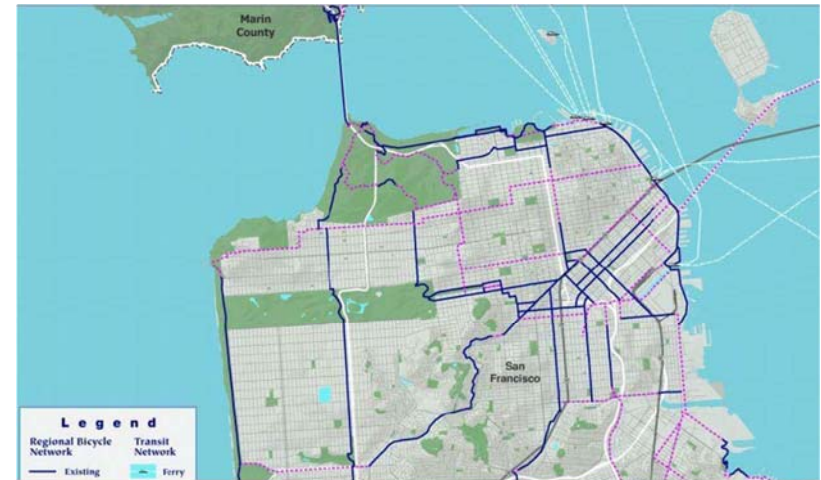 Marin
County
San
Francisco
Legend
Regional Bicycle
Network
Existing
Transit
Network
Ferry